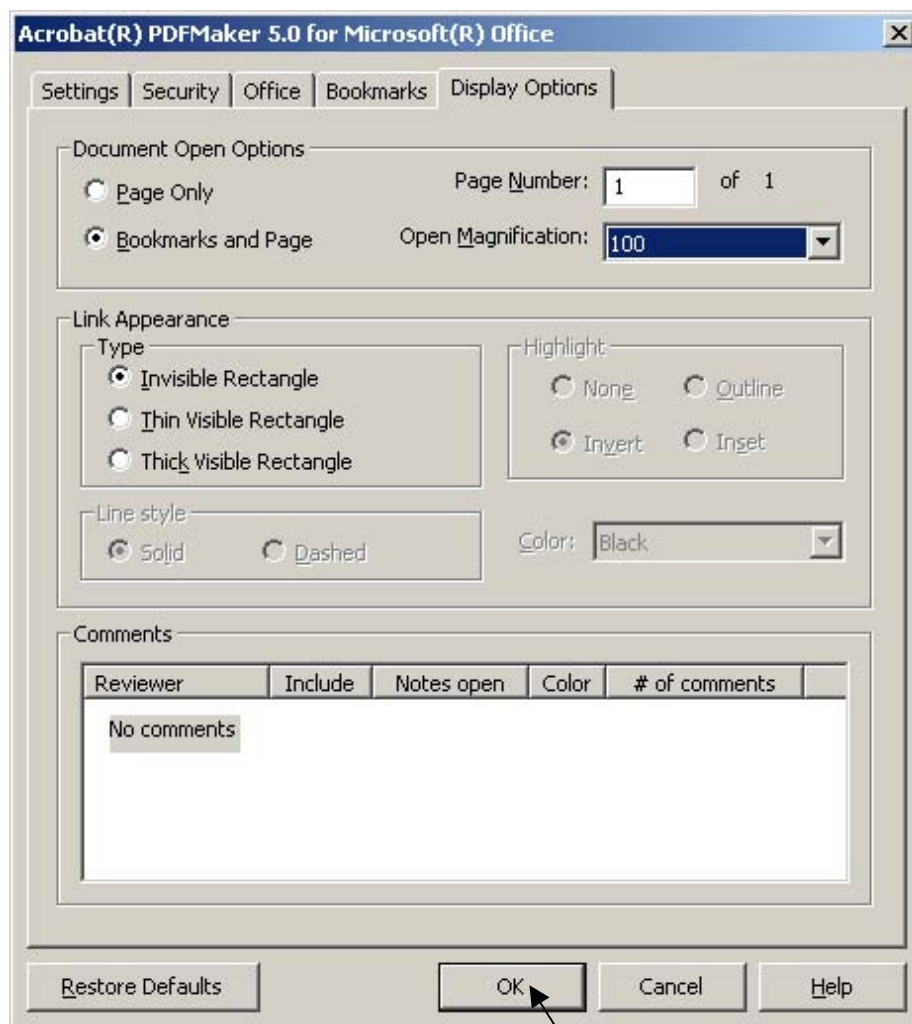 Acrobat(R) PDFMaker 5.0 for Microsoft(R) Office
Settings Security Office Bookmarks Display Options
Document Open Options
Page Only Page Number: 1 of 1
Bookmarks and Page Open Magnification: 100
Link Appearance
Type Highlight
Invisible Rectangle None Outline
Thin Visible Rectangle
Thick Visible Rectangle Invert Inset
Line style
Solid Dashed Color: Black
Comments
Reviewer Include Notes open Color # of comments
No comments
Restore Defaults OK Cancel Help